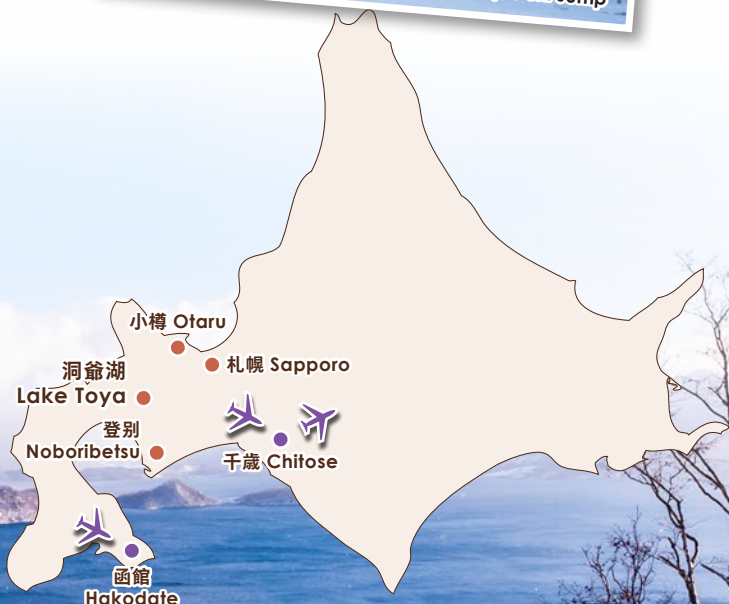 小樽 Otaru
札幌 Sapporo
洞爺湖
Lake Toya
登別
Noboribetsu
千歳 Chitose
函館
Hakodate